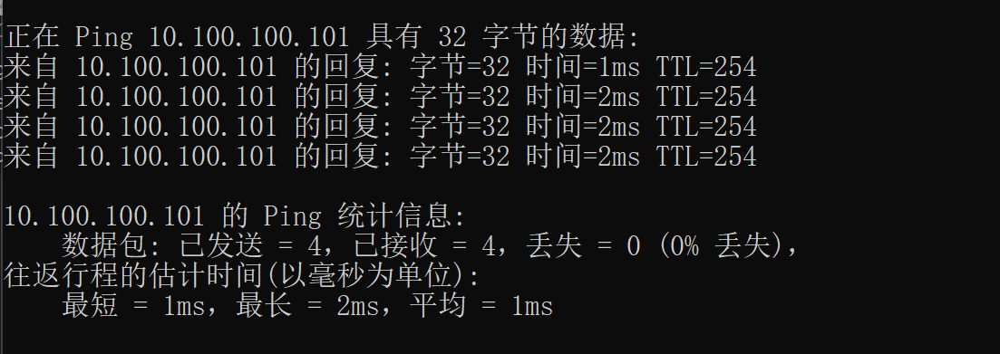 正在 Ping 10.100.100.101 具有 32 字节的数据:
来自 10.100.100.101 的回复: 字节=32 时间=1ms TTL=254
来自 10.100.100.101 的回复: 字节=32 时间=2ms TTL=254
来自 10.100.100.101 的回复: 字节=32 时间=2ms TTL=254
来自 10.100.100.101 的回复: 字节=32 时间=2ms TTL=254
10.100.100.101 的 Ping 统计信息:
数据包: 已发送 = 4，已接收 = 4，丢失 = 0 (0% 丢失)，
往返行程的估计时间(以毫秒为单位):
最短 = 1ms，最长 = 2ms，平均 = 1ms